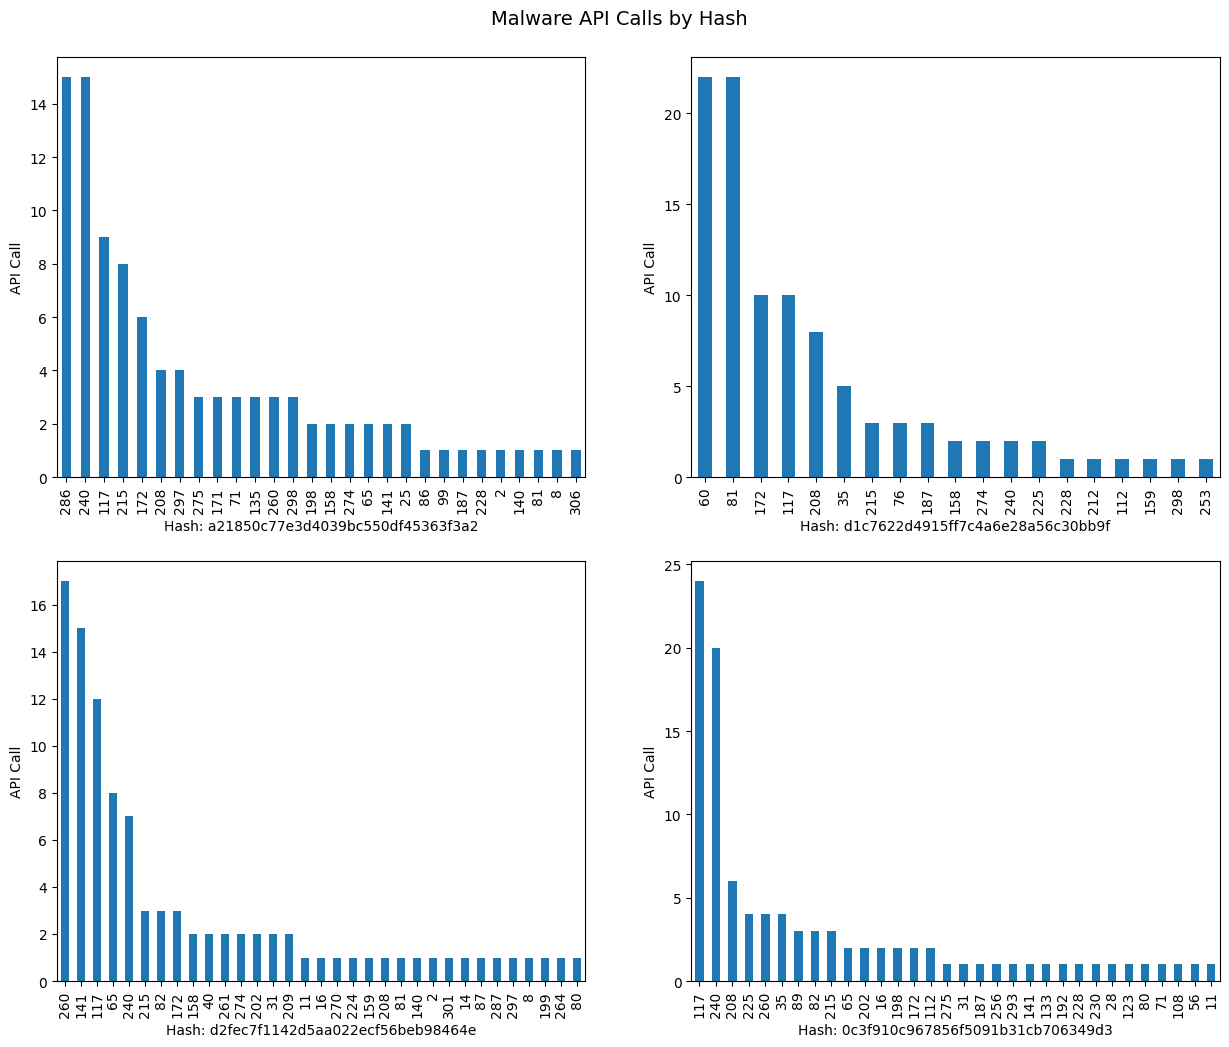 Malware API Calls by Hash
14
12
10
8
6
4
2
0
API Call
286 240 117 215 172 208 297 275 171 71 135 260 298 198 158 274 65 141 25 86 99 187 228 2 140 81 8 306
Hash: a21850c77e3d4039bc550df45363f3a2
20
15
10
5
0
API Call
60 81 172 117 208 35 215 76 187 158 274 240 225 228 212 112 159 298 253
Hash: d1c7622d4915ff7c4a6e28a56c30bb9f
16
14
12
10
8
6
4
2
0
API Call
260 141 117 65 240 215 82 172 158 40 261 274 202 31 209 11 16 270 224 159 208 81 140 2 301 14 87 287 297 8 199 264 80
Hash: d2fec7f1142d5aa022ecf56beb98464e
25
20
15
10
5
0
API Call
117 240 208 225 260 35 89 82 215 65 202 16 198 172 112 275 31 187 256 293 141 133 192 228 230 28 123 80 71 108 56 11
Hash: 0c3f910c967856f5091b31cb706349d3